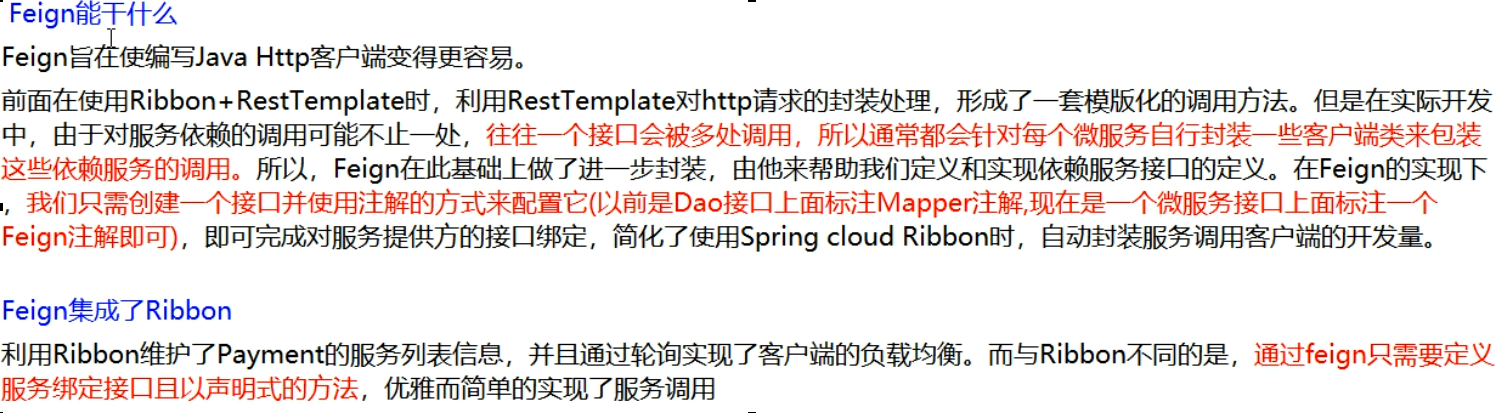 Feign能干什么
Feign旨在使编写Java Http客户端变得更容易。
前面在使用Ribbon+RestTemplate时，利用RestTemplate对http请求的封装处理，形成了一套模版化的调用方法。但是在实际开发
中，由于对服务依赖的调用可能不止一处，往往一个接口会被多处调用，所以通常都会针对每个微服务自行封装一些客户端类来包装
这些依赖服务的调用。所以，Feign在此基础上做了进一步封装，由他来帮助我们定义和实现依赖服务接口的定义。在Feign的实现下
，我们只需创建一个接口并使用注解的方式来配置它(以前是Dao接口上面标注Mapper注解,现在是一个微服务接口上面标注一个
Feign注解即可)，即可完成对服务提供方的接口绑定，简化了使用Spring cloud Ribbon时，自动封装服务调用客户端的开发量。
Feign集成了Ribbon
利用Ribbon维护了Payment的服务列表信息，并且通过轮询实现了客户端的负载均衡。而与Ribbon不同的是，通过feign只需要定义
服务绑定接口且以声明式的方法，优雅而简单的实现了服务调用